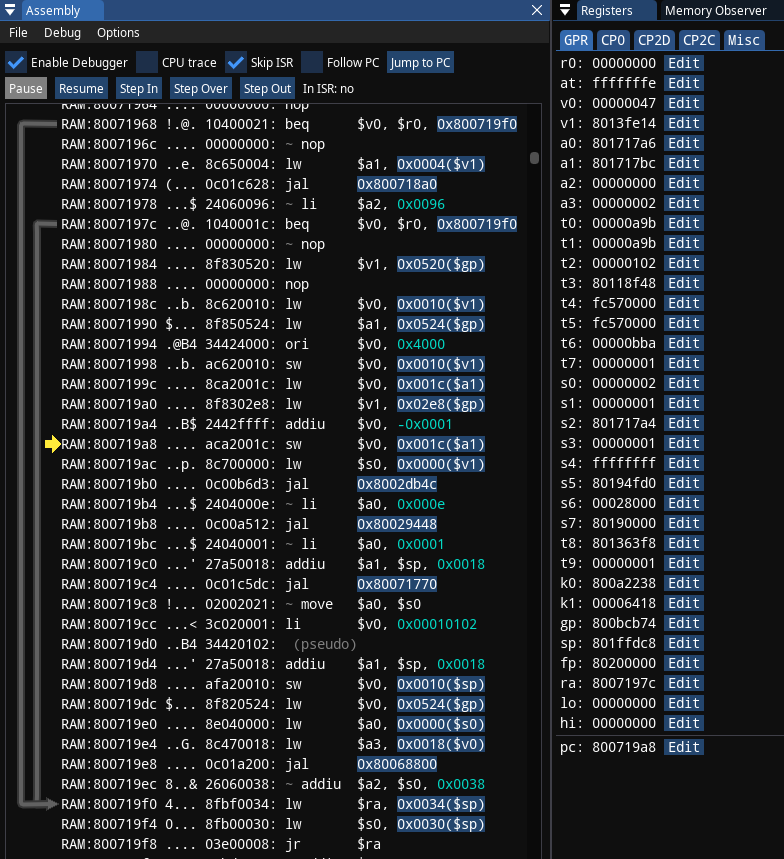 Assembly
File Debug Options
Enable Debugger CPU trace Skip ISR Follow PC Jump to PC
Pause Resume Step In Step Over Step Out In ISR: no
RAM:80071964 .... 00000000: nop
RAM:80071968 !.@. 10400021: beq $v0, $r0, 0x800719f0
RAM:8007196c .... 00000000: ~ nop
RAM:80071970 ..e. 8c650004: lw $a1, 0x0004($v1)
RAM:80071974 (... 0c01c628: jal 0x800718a0
RAM:80071978 ...$ 24060096: ~ li $a2, 0x0096
RAM:8007197c ..@. 1040001c: beq $v0, $r0, 0x800719f0
RAM:80071980 .... 00000000: ~ nop
RAM:80071984 .... 8f830520: lw $v1, 0x0520($gp)
RAM:80071988 .... 00000000: nop
RAM:8007198c ..b. 8c620010: lw $v0, 0x0010($v1)
RAM:80071990 $... 8f850524: lw $a1, 0x0524($gp)
RAM:80071994 .@B4 34424000: ori $v0, 0x4000
RAM:80071998 ..b. ac620010: sw $v0, 0x0010($v1)
RAM:8007199c .... 8ca2001c: lw $v0, 0x001c($a1)
RAM:800719a0 .... 8f8302e8: lw $v1, 0x02e8($gp)
RAM:800719a4 ..B$ 2442ffff: addiu $v0, -0x0001
RAM:800719a8 .... aca2001c: sw $v0, 0x001c($a1)
RAM:800719ac ..p. 8c700000: lw $s0, 0x0000($v1)
RAM:800719b0 .... 0c00b6d3: jal 0x8002db4c
RAM:800719b4 ...$ 2404000e: ~ li $a0, 0x000e
RAM:800719b8 .... 0c00a512: jal 0x80029448
RAM:800719bc ...$ 24040001: ~ li $a0, 0x0001
RAM:800719c0 ...' 27a50018: addiu $a1, $sp, 0x0018
RAM:800719c4 .... 0c01c5dc: jal 0x80071770
RAM:800719c8 !... 02002021: ~ move $a0, $s0
RAM:800719cc ...< 3c020001: li $v0, 0x00010102
RAM:800719d0 ..B4 34420102: (pseudo)
RAM:800719d4 ...' 27a50018: addiu $a1, $sp, 0x0018
RAM:800719d8 .... afa20010: sw $v0, 0x0010($sp)
RAM:800719dc $... 8f820524: lw $v0, 0x0524($gp)
RAM:800719e0 .... 8e040000: lw $a0, 0x0000($s0)
RAM:800719e4 ..G. 8c470018: lw $a3, 0x0018($v0)
RAM:800719e8 .... 0c01a200: jal 0x80068800
RAM:800719ec 8..& 26060038: ~ addiu $a2, $s0, 0x0038
RAM:800719f0 4... 8fbf0034: lw $ra, 0x0034($sp)
RAM:800719f4 0... 8fb00030: lw $s0, 0x0030($sp)
RAM:800719f8 .... 03e00008: jr $ra
Registers Memory Observer
GPR CP0 CP2D CP2C Misc
r0: 00000000 Edit
at: fffffffe Edit
v0: 00000047 Edit
v1: 8013fe14 Edit
a0: 801717a6 Edit
a1: 801717bc Edit
a2: 00000000 Edit
a3: 00000002 Edit
t0: 00000a9b Edit
t1: 00000a9b Edit
t2: 00000102 Edit
t3: 80118f48 Edit
t4: fc570000 Edit
t5: fc570000 Edit
t6: 00000bba Edit
t7: 00000001 Edit
s0: 00000002 Edit
s1: 00000001 Edit
s2: 801717a4 Edit
s3: 00000001 Edit
s4: ffffffff Edit
s5: 80194fd0 Edit
s6: 00028000 Edit
s7: 80190000 Edit
t8: 801363f8 Edit
t9: 00000001 Edit
k0: 800a2238 Edit
k1: 00006418 Edit
gp: 800bcb74 Edit
sp: 801ffdc8 Edit
fp: 80200000 Edit
ra: 8007197c Edit
lo: 00000000 Edit
hi: 00000000 Edit
pc: 800719a8 Edit